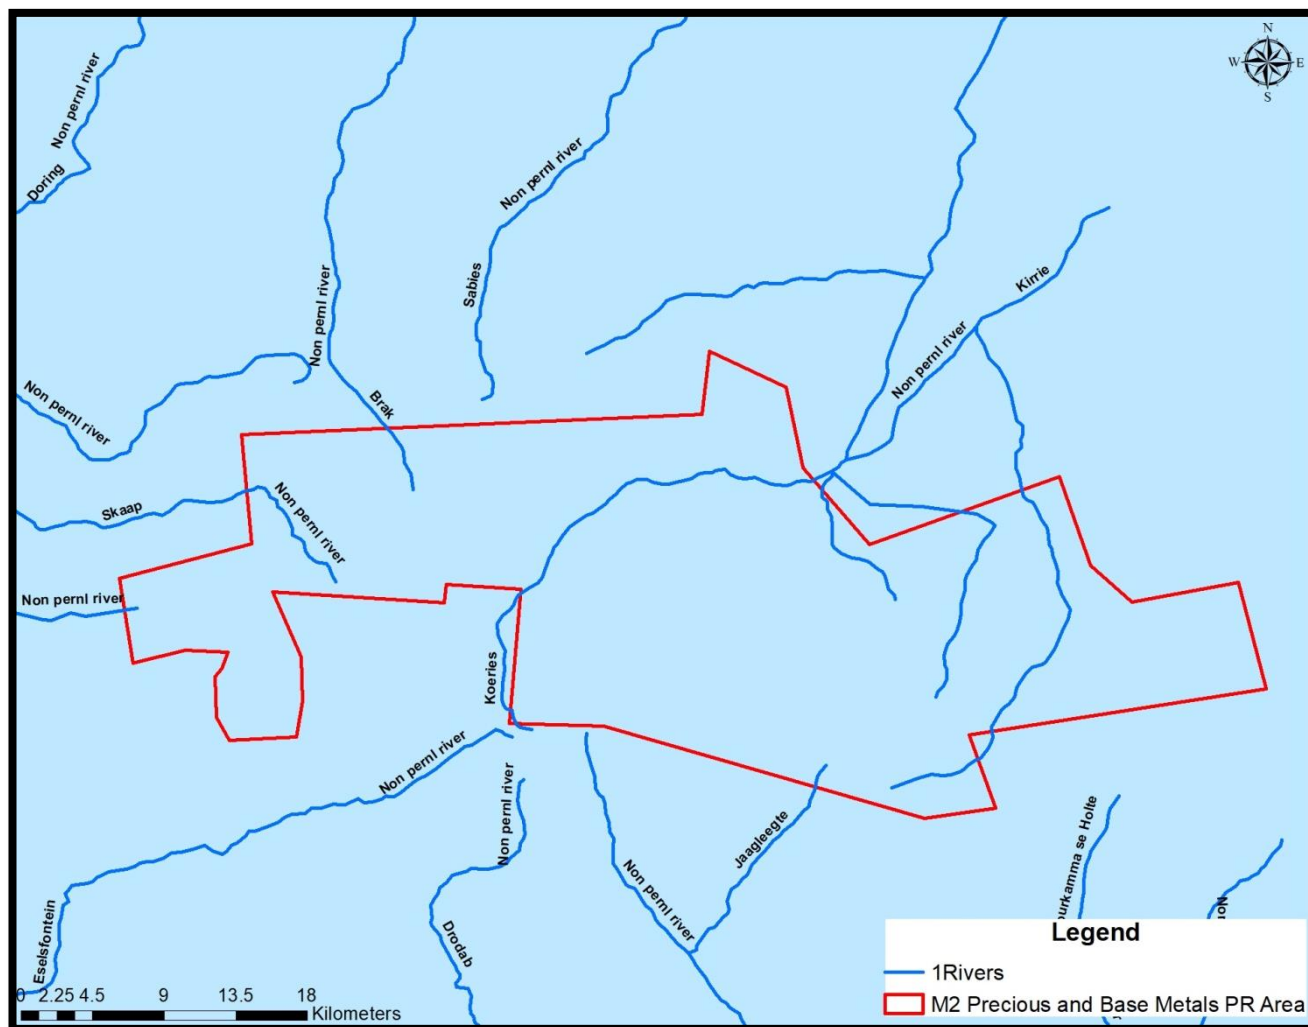 N
W E
S
Non pernl river
Doring
Non pernl river
Sabies
Non pernl river
Kirrie
Non pernl river
Non pernl river
Brak
Skaap
Non pernl river
Non pernl river
Koeries
Non pernl river
Non pernl river
Jaagleegte
Non pernl river
Drodab
Eselsfontein
ourkamma se Holte
Non
Legend
1Rivers
M2 Precious and Base Metals PR Area
0 2.25 4.5 9 13.5 18
Kilometers